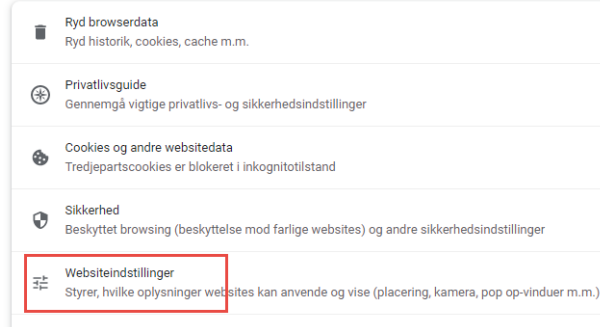 Ryd browserdata
Ryd historik, cookies, cache m.m.
Privatlivsguide
Gennemgå vigtige privatlivs- og sikkerhedsindstillinger
Cookies og andre websitedata
Tredjepartscookies er blokeret i inkognitotilstand
Sikkerhed
Beskyttet browsing (beskyttelse mod farlige websites) og andre sikkerhedsindstillinger
Websiteindstillinger
Styrer, hvilke oplysninger websites kan anvende og vise (placering, kamera, pop op-vinduer m.m.)